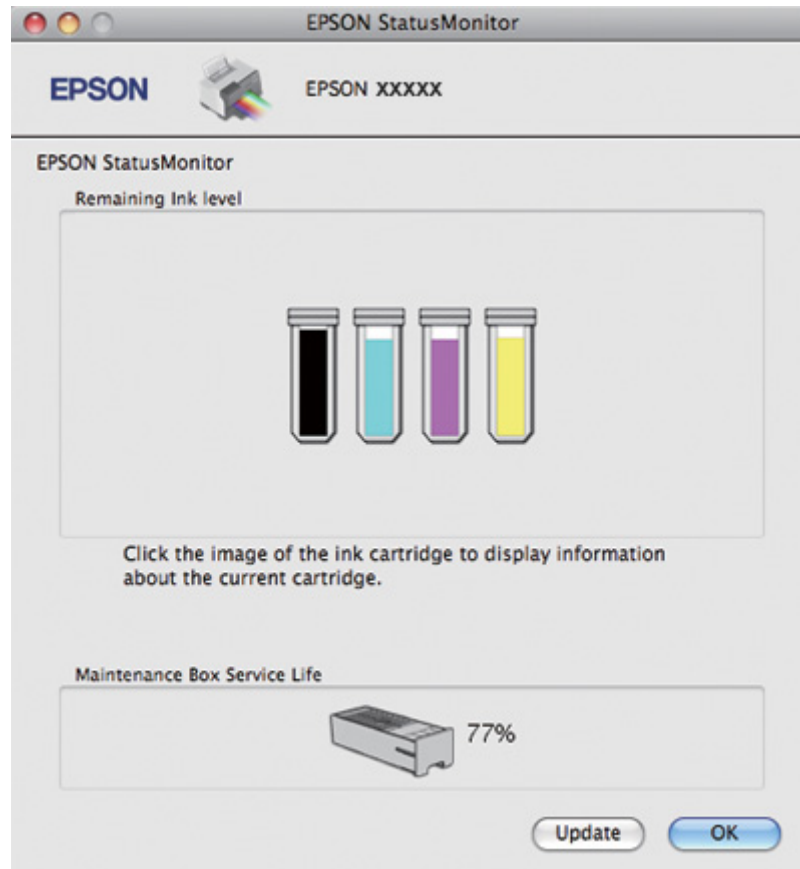 EPSON StatusMonitor
EPSON
EPSON XXXXX
EPSON StatusMonitor
Remaining Ink level
Click the image of the ink cartridge to display information
about the current cartridge.
Maintenance Box Service Life
77%
Update
OK